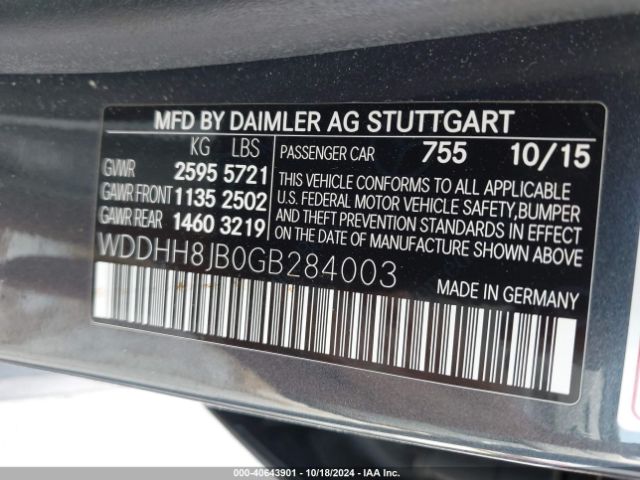 MFD BY DAIMLER AG STUTTGART
KG LBS
GVWR 2595 5721
GAWR FRONT 1135 2502
GAWR REAR 1460 3219
PASSENGER CAR 755 10/15
THIS VEHICLE CONFORMS TO ALL APPLICABLE
U.S. FEDERAL MOTOR VEHICLE SAFETY,BUMPER
AND THEFT PREVENTION STANDARDS IN EFFECT
ON THE DATE OF MANUFACTURE SHOWN ABOVE
WDDHH8JB0GB284003
MADE IN GERMANY
000-40643901 - 10/18/2024 - IAA Inc.